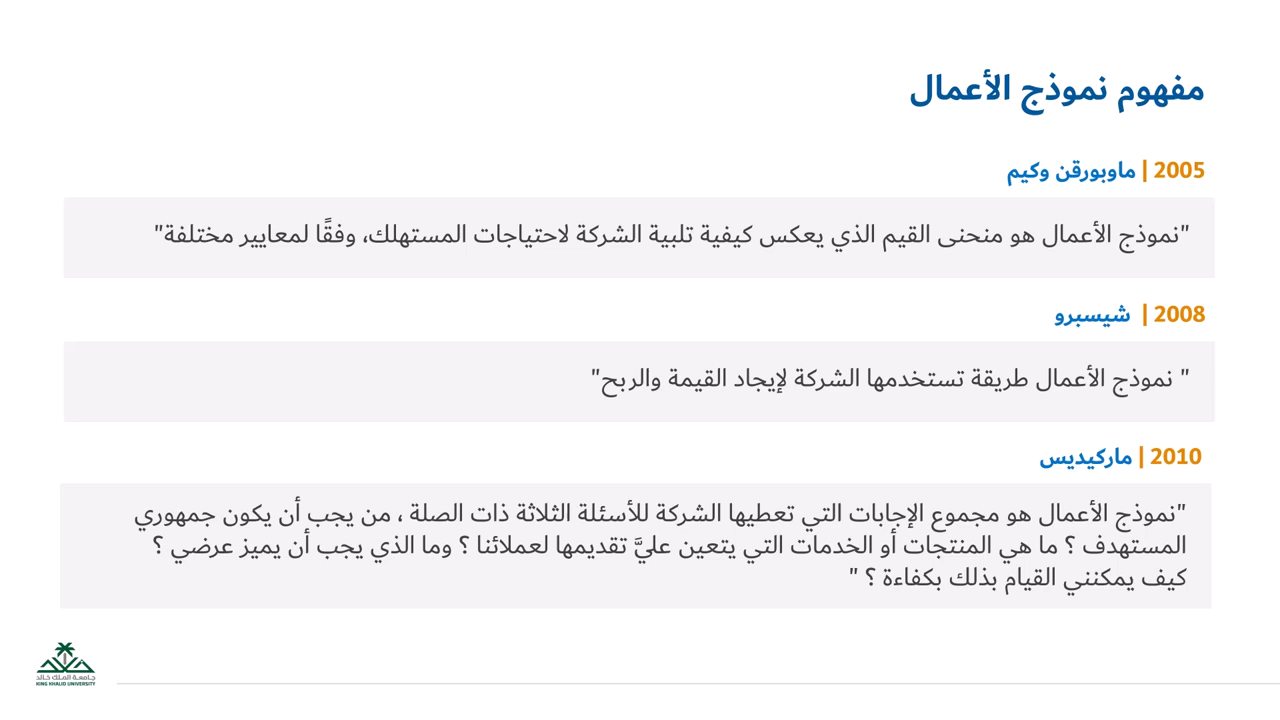 مفهوم نموذج الأعمال
2005 | ماوبورقن وكيم
"نموذج الأعمال هو منحنى القيم الذي يعكس كيفية تلبية الشركة لاحتياجات المستهلك، وفقًا لمعايير مختلفة"
2008 | شيسبرو
" نموذج الأعمال طريقة تستخدمها الشركة لإيجاد القيمة والربح"
2010 | ماركيديس
"نموذج الأعمال هو مجموع الإجابات التي تعطيها الشركة للأسئلة الثلاثة ذات الصلة ، من يجب أن يكون جمهوري
المستهدف ؟ ما هي المنتجات أو الخدمات التي يتعين عليَّ تقديمها لعملائنا ؟ وما الذي يجب أن يميز عرضي ؟
كيف يمكنني القيام بذلك بكفاءة ؟ "
جامعة الملك خالد
KING KHALID UNIVERSITY